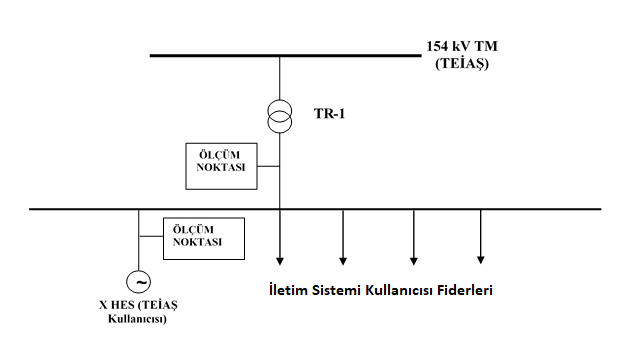 154 kV TM
(TEİAŞ)
TR-1
ÖLÇÜM
NOKTASI
ÖLÇÜM
NOKTASI
İletim Sistemi Kullanıcısı Fiderleri
X HES (TEİAŞ
Kullanıcısı)